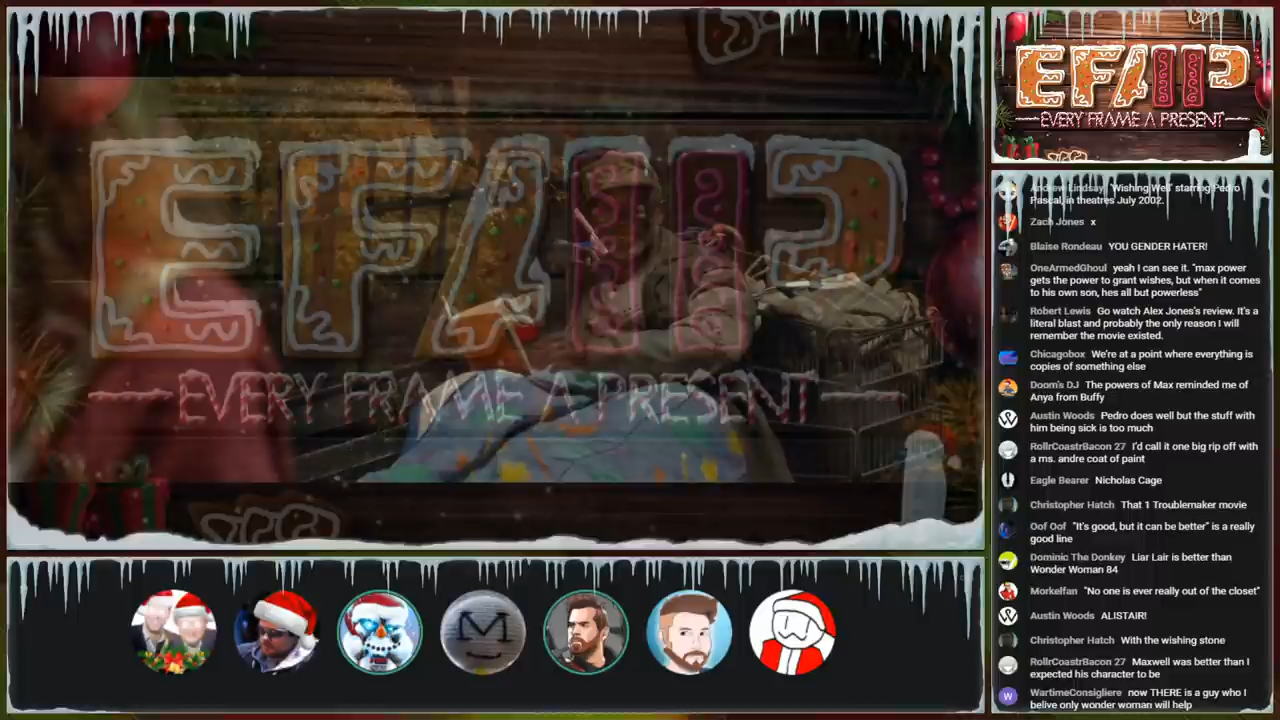 EFAP
EVERY FRAME A PRESENT
EFAP
EVERY FRAME A PRESENT
Andrew Lindsay "Wishing Well" starring Pedro
Pascal, in theatres July 2002.
Zach Jones x
Blaise Rondeau YOU GENDER HATER!
OneArmedGhoul yeah I can see it. "max power
gets the power to grant wishes, but when it comes
to his own son, hes all but powerless"
Robert Lewis Go watch Alex Jones's review. It's a
literal blast and probably the only reason I will
remember the movie existed.
Chicagobox We're at a point where everything is
copies of something else
Doom's DJ The powers of Max reminded me of
Anya from Buffy
Austin Woods Pedro does well but the stuff with
him being sick is too much
RollrCoastrBacon 27 I'd call it one big rip off with
a ms. andre coat of paint
Eagle Bearer Nicholas Cage
Christopher Hatch That 1 Troublemaker movie
Oof Oof "It's good, but it can be better" is a really
good line
Dominic The Donkey Liar Liar is better than
Wonder Woman 84
Morkelfan "No one is ever really out of the closet"
Austin Woods ALISTAIR!
Christopher Hatch With the wishing stone
RollrCoastrBacon 27 Maxwell was better than I
expected his character to be
W
WartimeConsigliere now THERE is a guy who I
belive only wonder woman will help
M